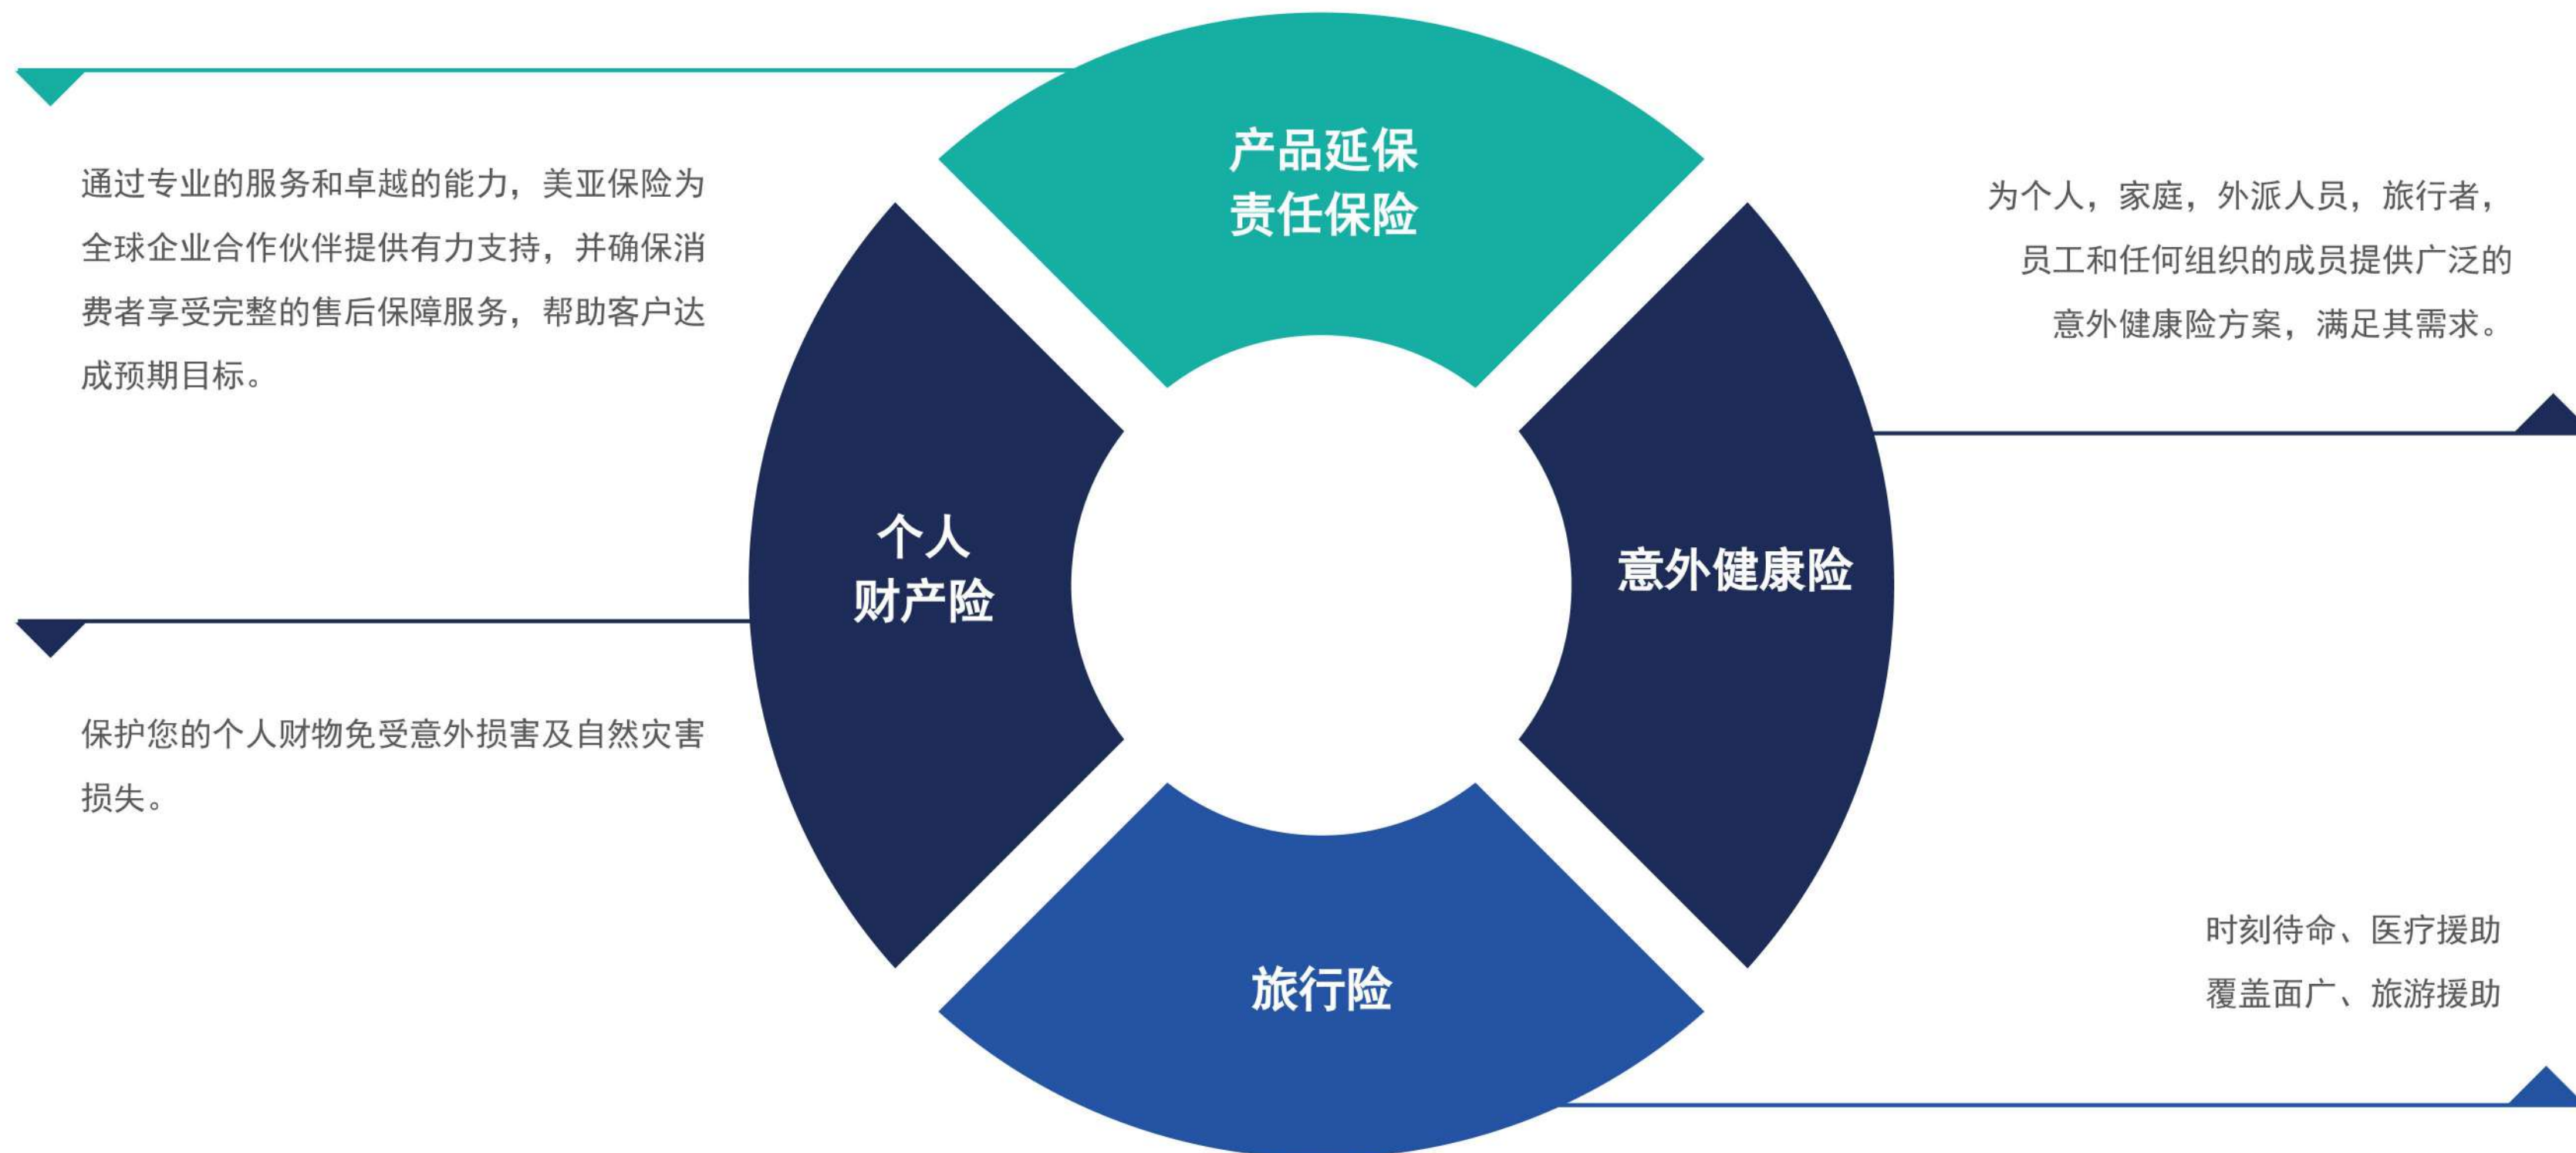 产品延保
责任保险
通过专业的服务和卓越的能力，美亚保险为
全球企业合作伙伴提供有力支持，并确保消
费者享受完整的售后保障服务，帮助客户达
成预期目标。
意外健康险
为个人，家庭，外派人员，旅行者，
员工和任何组织的成员提供广泛的
意外健康险方案，满足其需求。
个人
财产险
保护您的个人财物免受意外损害及自然灾害
损失。
旅行险
时刻待命、医疗援助
覆盖面广、旅游援助